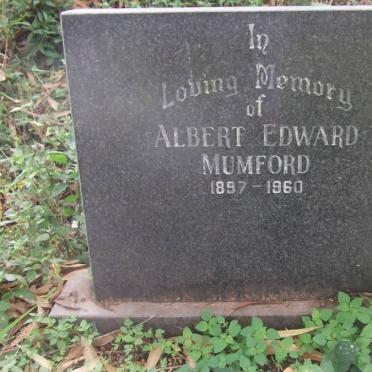 In
Loving Memory
of
ALBERT EDWARD
MUMFORD
1897-1960